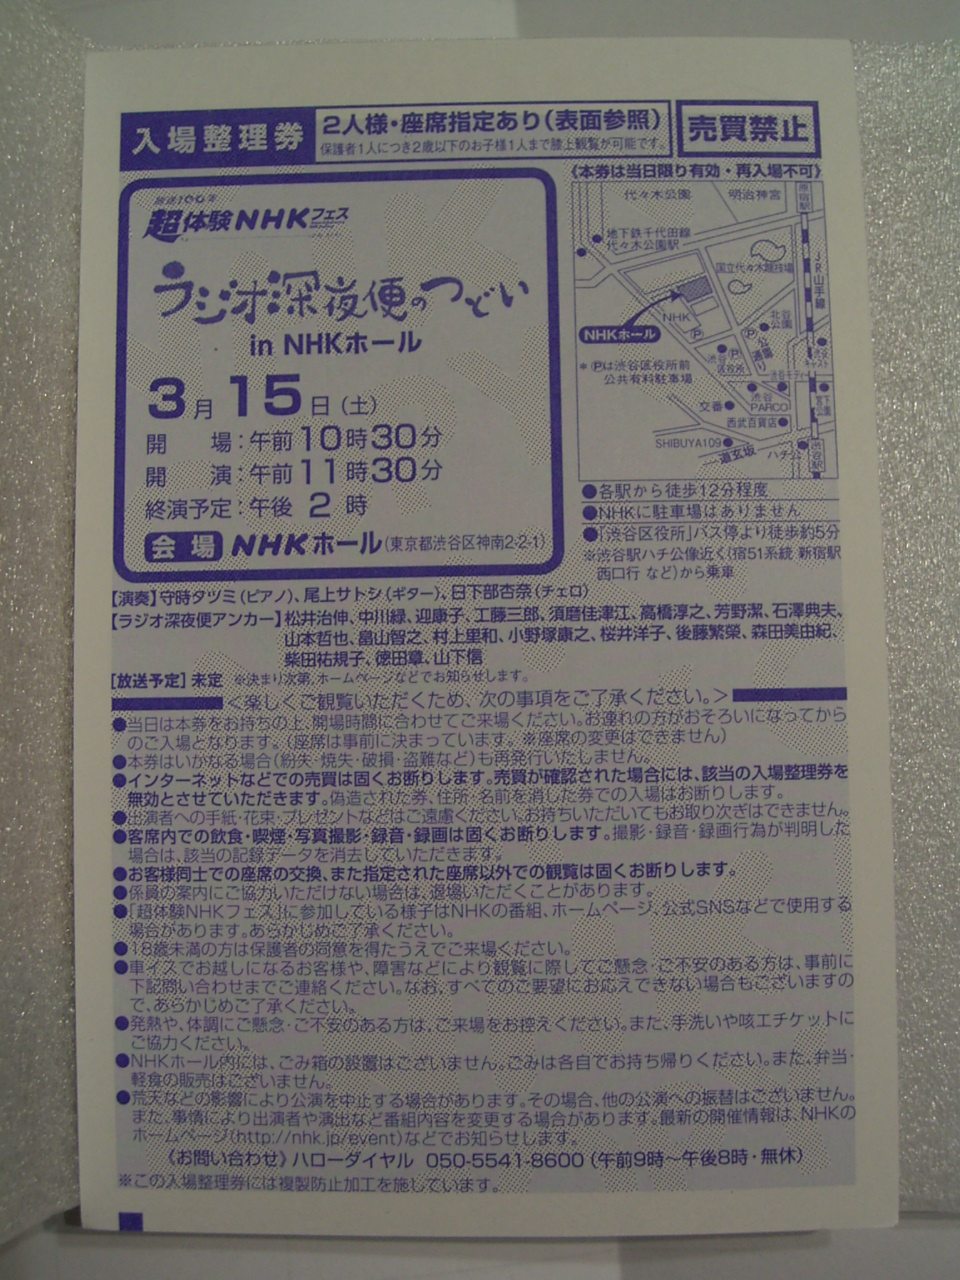 入場整理券
2人様・座席指定あり(表面参照)
保護者1人につき2歳以下のお子様1人まで膝上観覧が可能です。
売買禁止
《本券は当日限り有効・再入場不可》
放送100年
超体験NHKフェス
ラジオ深夜便のつどい
in NHKホール
3月15日(土)
開　場:午前10時30分
開　演:午前11時30分
終演予定:午後 2時
会場 NHKホール(東京都渋谷区神南2-2-1)
代々木公園
明治神宮
原宿駅
地下鉄千代田線
代々木公園駅
国立代々木競技場
JR山手線
NHK
NHKホール
北谷
公園
公園通り
渋谷
区役所
*Ⓟは渋谷区役所前
公共有料駐車場
渋谷
PARCO
宮下
公園
交番
西武百貨店
SHIBUYA109
道玄坂
ハチ公
渋谷駅
●各駅から徒歩12分程度
●NHKに駐車場はありません
●「渋谷区役所」バス停より徒歩約5分
※渋谷駅ハチ公像近く(宿51系統 新宿駅
西口行 など)から乗車
【演奏】守時タツミ(ピアノ)、尾上サトシ(ギター)、日下部杏奈(チェロ)
【ラジオ深夜便アンカー】松井治伸、中川緑、迎康子、工藤三郎、須磨佳津江、高橋淳之、芳野潔、石澤典夫、
山本哲也、畠山智之、村上里和、小野塚康之、桜井洋子、後藤繁榮、森田美由紀、
柴田祐規子、徳田章、山下信
【放送予定】未定 ※決まり次第、ホームページなどでお知らせします。
<楽しくご観覧いただくため、次の事項をご了承ください。>
●当日は本券をお持ちの上、開場時間に合わせてご来場ください。お連れの方がおそろいになってから
のご入場となります。(座席は事前に決まっています。※座席の変更はできません)
●本券はいかなる場合(紛失・焼失・破損・盗難など)も再発行いたしません。
●インターネットなどでの売買は固くお断りします。売買が確認された場合には、該当の入場整理券を
無効とさせていただきます。偽造された券、住所・名前を消した券での入場はお断りします。
●出演者への手紙・花束・プレゼントなどはご遠慮ください。お持ちいただいてもお取り次ぎはできません。
●客席内での飲食・喫煙・写真撮影・録音・録画は固くお断りします。撮影・録音・録画行為が判明した
場合は、該当の記録データを消去していただきます。
●お客様同士での座席の交換、また指定された座席以外での観覧は固くお断りします。
●係員の案内にご協力いただけない場合は、退場いただくことがあります。
●「超体験NHKフェス」に参加している様子はNHKの番組、ホームページ、公式SNSなどで使用する
場合があります。あらかじめご了承ください。
●18歳未満の方は保護者の同意を得たうえでご来場ください。
●車イスでお越しになるお客様や、障害などにより観覧に際してご懸念・ご不安のある方は、事前に
下記問い合わせまでご連絡ください。なお、すべてのご要望にお応えできない場合もございますの
で、あらかじめご了承ください。
●発熱や、体調にご懸念・ご不安のある方は、ご来場をお控えください。また、手洗いや咳エチケットに
ご協力ください。
●NHKホール内には、ごみ箱の設置はございません。ごみは各自でお持ち帰りください。また、弁当・
軽食の販売はございません。
●荒天などの影響により公演を中止する場合があります。その場合、他の公演への振替はございません。
また、事情により出演者や演出など番組内容を変更する場合があります。最新の開催情報は、NHKの
ホームページ(http://nhk.jp/event)などでお知らせします。
《お問い合わせ》ハローダイヤル 050-5541-8600(午前9時～午後8時・無休)
※この入場整理券には複製防止加工を施しています。